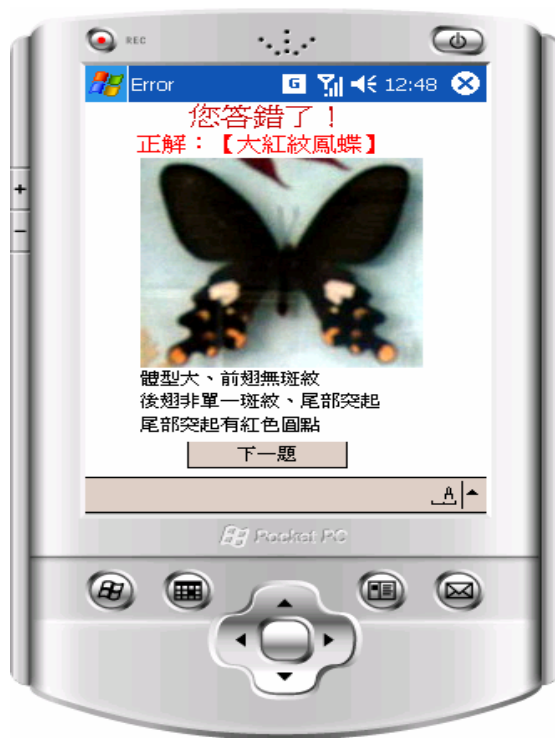 REC
Error
G
12:48
您答錯了！
正解：【大紅紋鳳蝶】
+
−
體型大、前翅無斑紋
後翅非單一斑紋、尾部突起
尾部突起有紅色圓點
下一題
A
Pocket PC